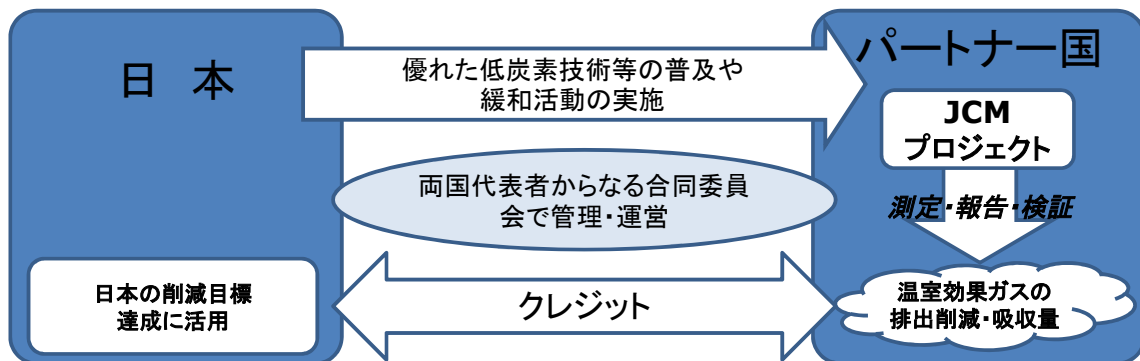 日 本
優れた低炭素技術等の普及や
緩和活動の実施
パートナー国
JCM
プロジェクト
両国代表者からなる合同委員
会で管理・運営
測定・報告・検証
日本の削減目標
達成に活用
クレジット
温室効果ガスの
排出削減・吸収量